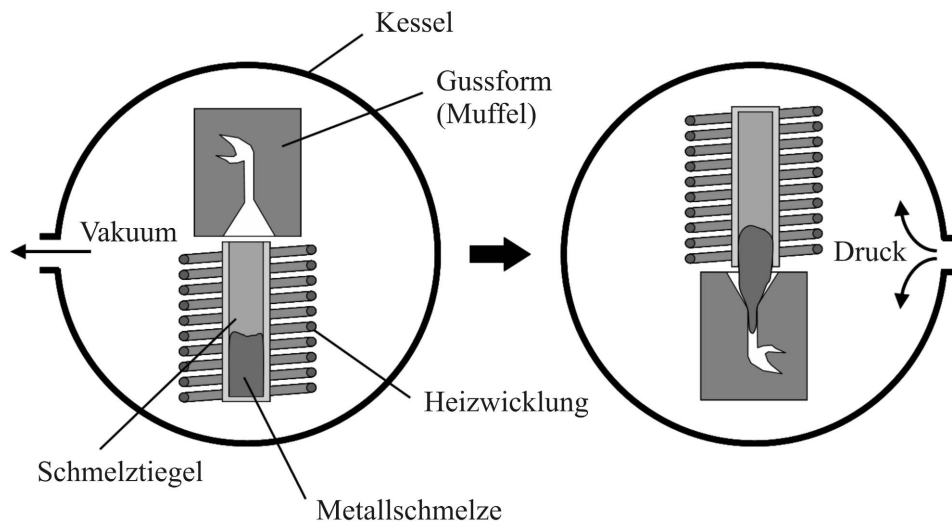 Kessel
Gussform
(Muffel)
Vakuum
Druck
Heizwicklung
Schmelztiegel
Metallschmelze